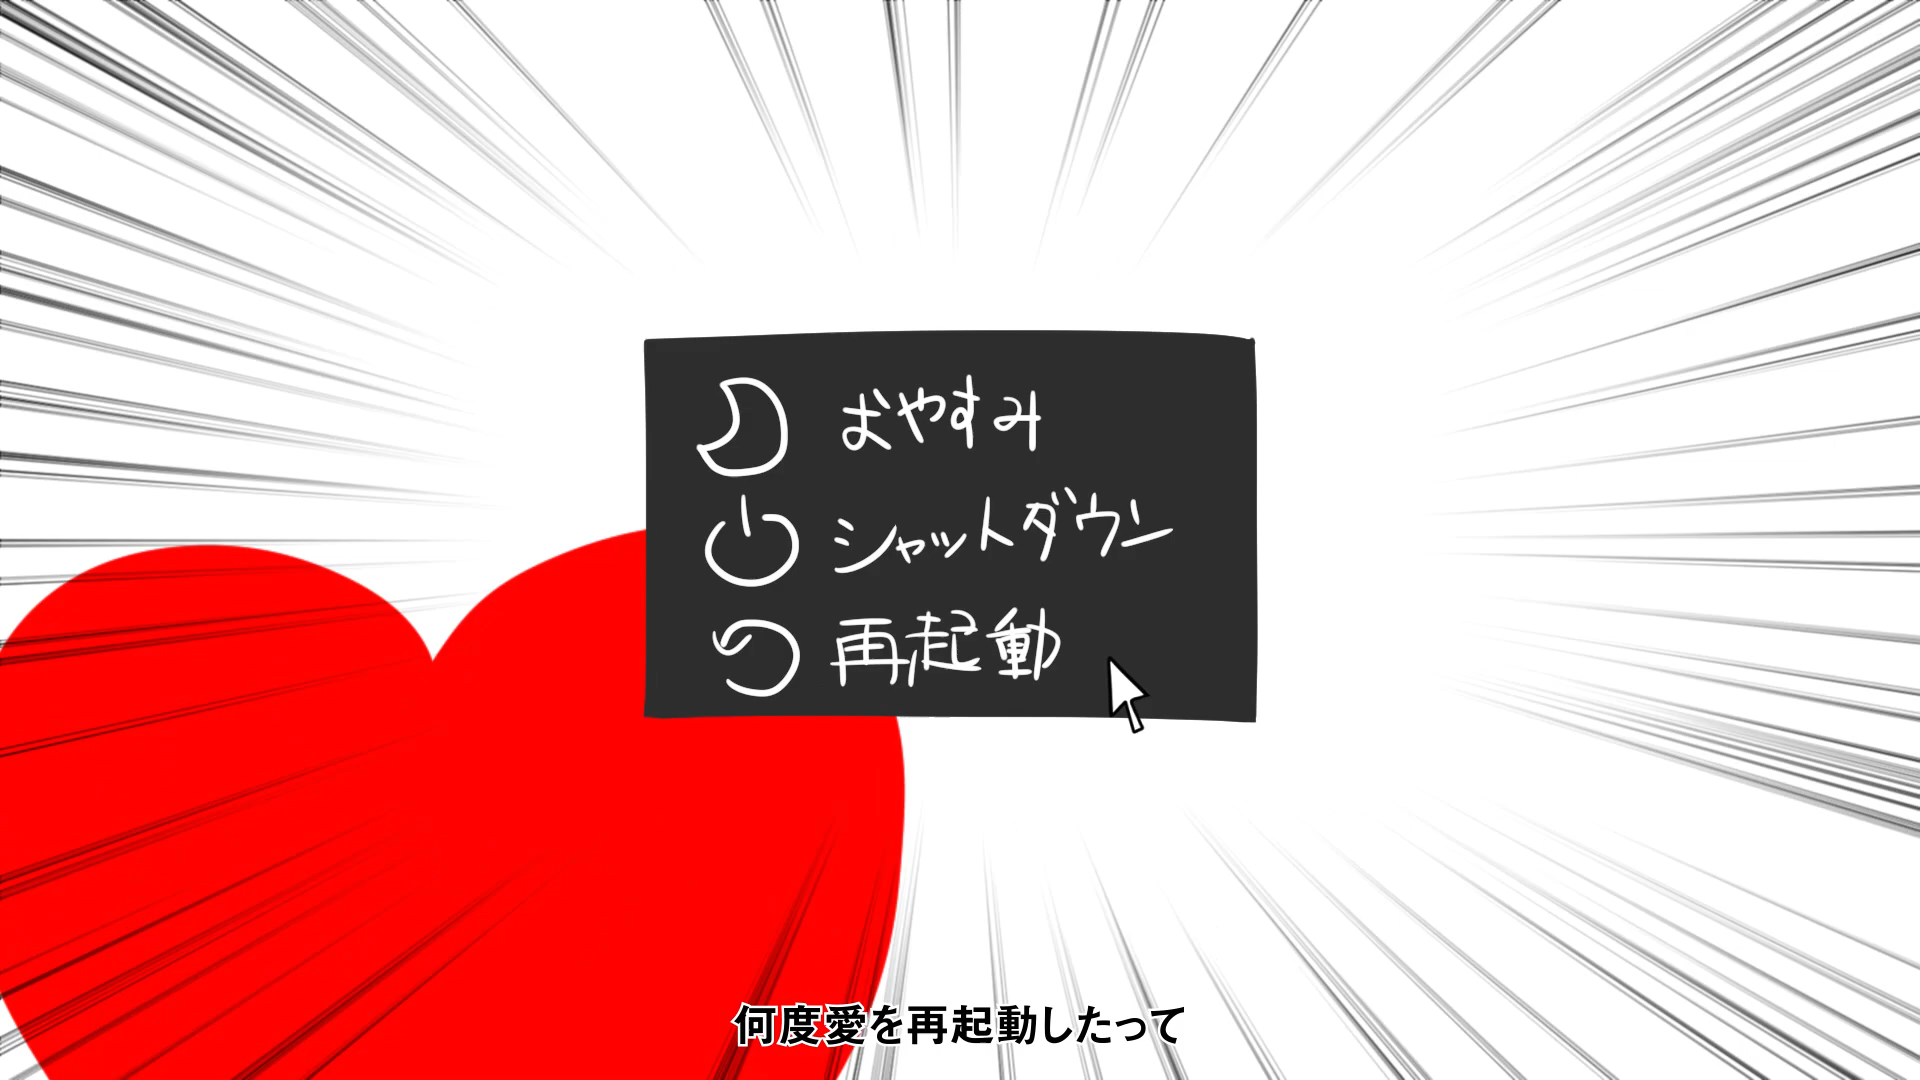 おやすみ
シャットダウン
再起動
何度愛を再起動したって